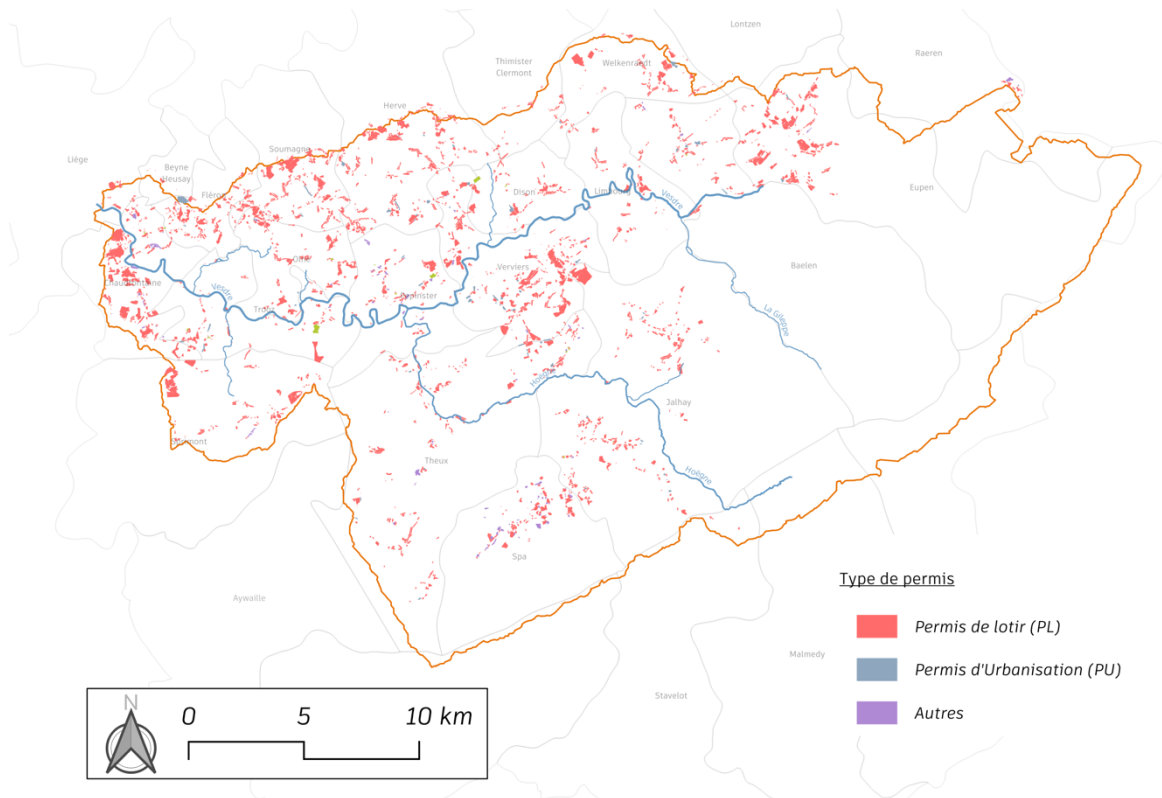 Lontzen
Raeren
Thimister
Clermont
Welkenraedt
Herve
Liège
Soumagne
Beyne
Heusay
Fléron
Eupen
Dison
Limbourg
Vesdre
Verviers
Baelen
Olne
Chaudfontaine
Vesdre
Trooz
Pepinster
La Gileppe
Hoëgne
Jalhay
Theux
Hoëgne
Spa
Aywaille
Malmedy
Stavelot
Type de permis
Permis de lotir (PL)
Permis d'Urbanisation (PU)
Autres
N
0 5 10 km